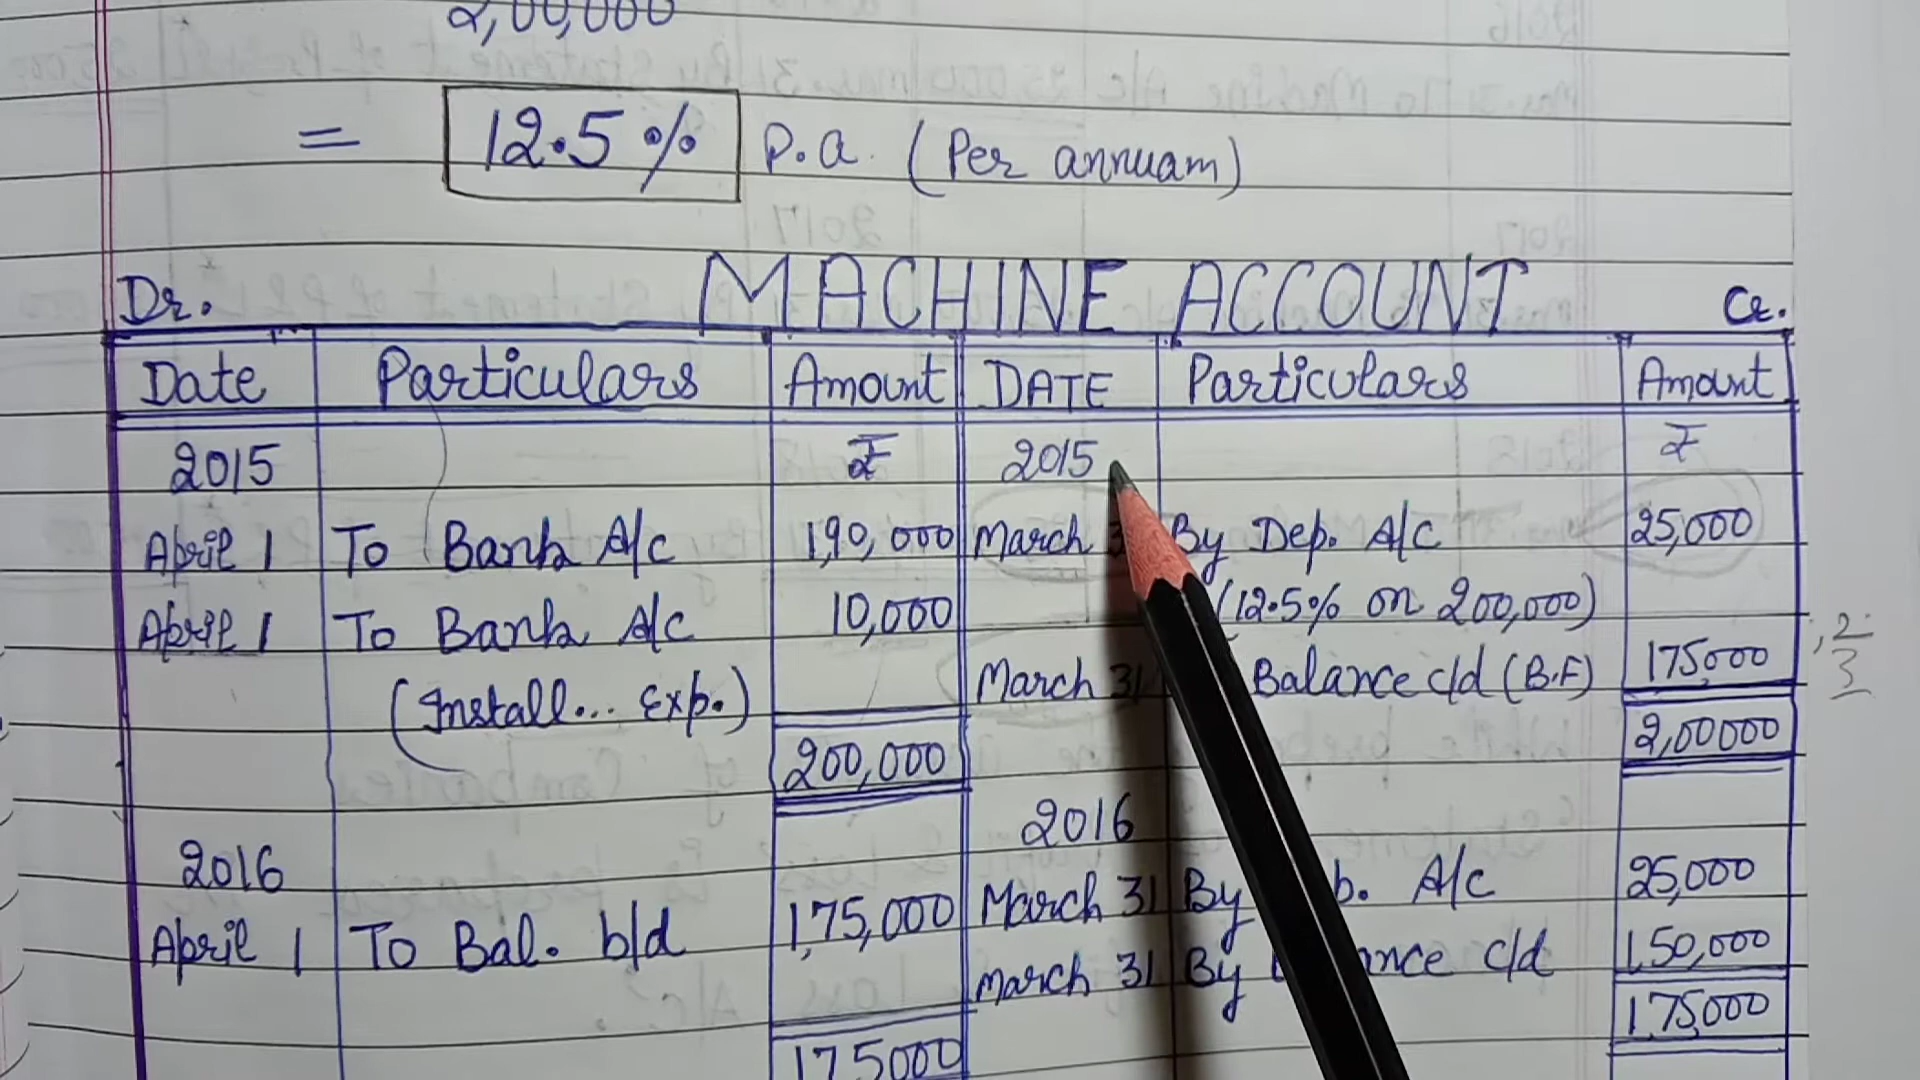 2,00,000
= 12.5% P.a. (Per annuam)
Dr. MACHINE ACCOUNT Cr.
Date Particulars Amount DATE Particulars Amount
2015 ₹ 2015 ₹
April 1 To Bank A/c 1,90,000 March 31 By Dep. A/c 25,000
April 1 To Bank A/c 10,000 (12.5% on 200,000)
(Install... Exp.) March 31 Balance c/d (B.F) 175,000
200,000 2,00000
2016 2016
April 1 To Bal. b/d 1,75,000 March 31 By b. A/c 25,000
March 31 By ance c/d 1,50,000
175000 1,75,000